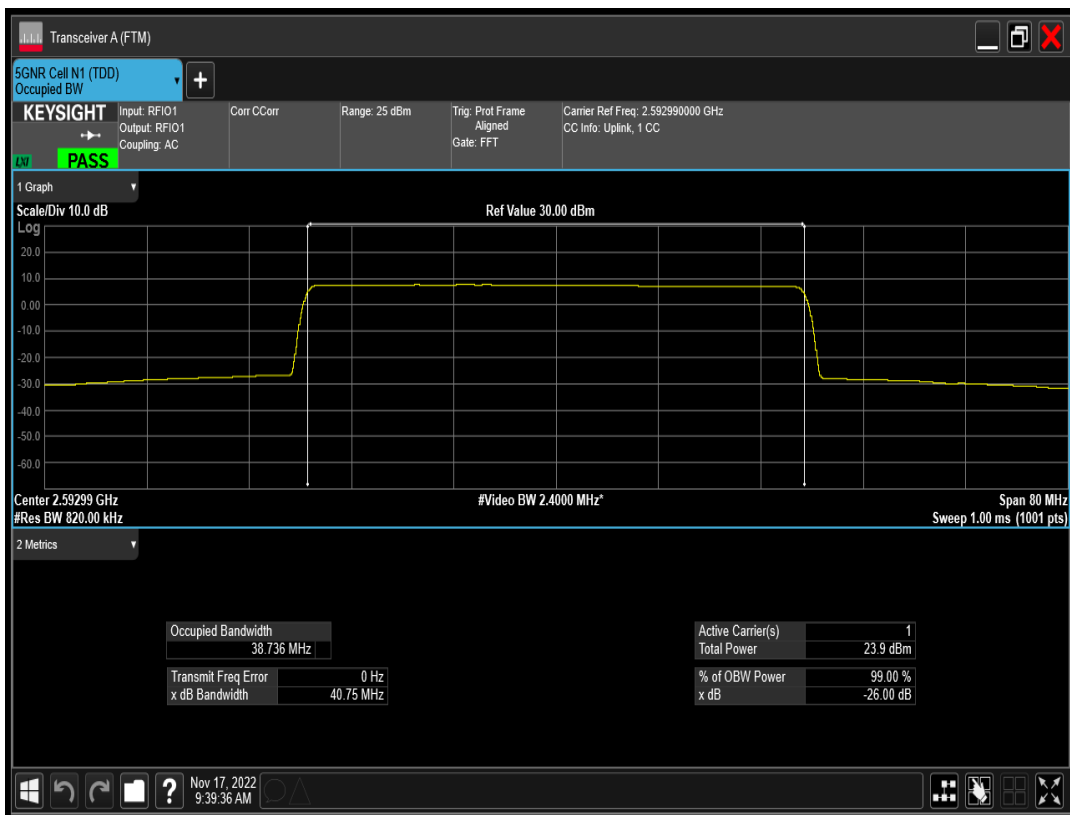 Transceiver A (FTM)
5GNR Cell N1 (TDD)
Occupied BW
+
KEYSIGHT
LXI
PASS
Input: RFIO1
Output: RFIO1
Coupling: AC
Corr CCorr
Range: 25 dBm
Trig: Prot Frame
Aligned
Gate: FFT
Carrier Ref Freq: 2.592990000 GHz
CC Info: Uplink, 1 CC
1 Graph
Scale/Div 10.0 dB
Ref Value 30.00 dBm
Log
20.0
10.0
0.00
-10.0
-20.0
-30.0
-40.0
-50.0
-60.0
Center 2.59299 GHz
#Video BW 2.4000 MHz*
Span 80 MHz
#Res BW 820.00 kHz
Sweep 1.00 ms (1001 pts)
2 Metrics
Occupied Bandwidth
38.736 MHz
Transmit Freq Error 0 Hz
x dB Bandwidth 40.75 MHz
Active Carrier(s) 1
Total Power 23.9 dBm
% of OBW Power 99.00 %
x dB -26.00 dB
?
Nov 17, 2022
9:39:36 AM